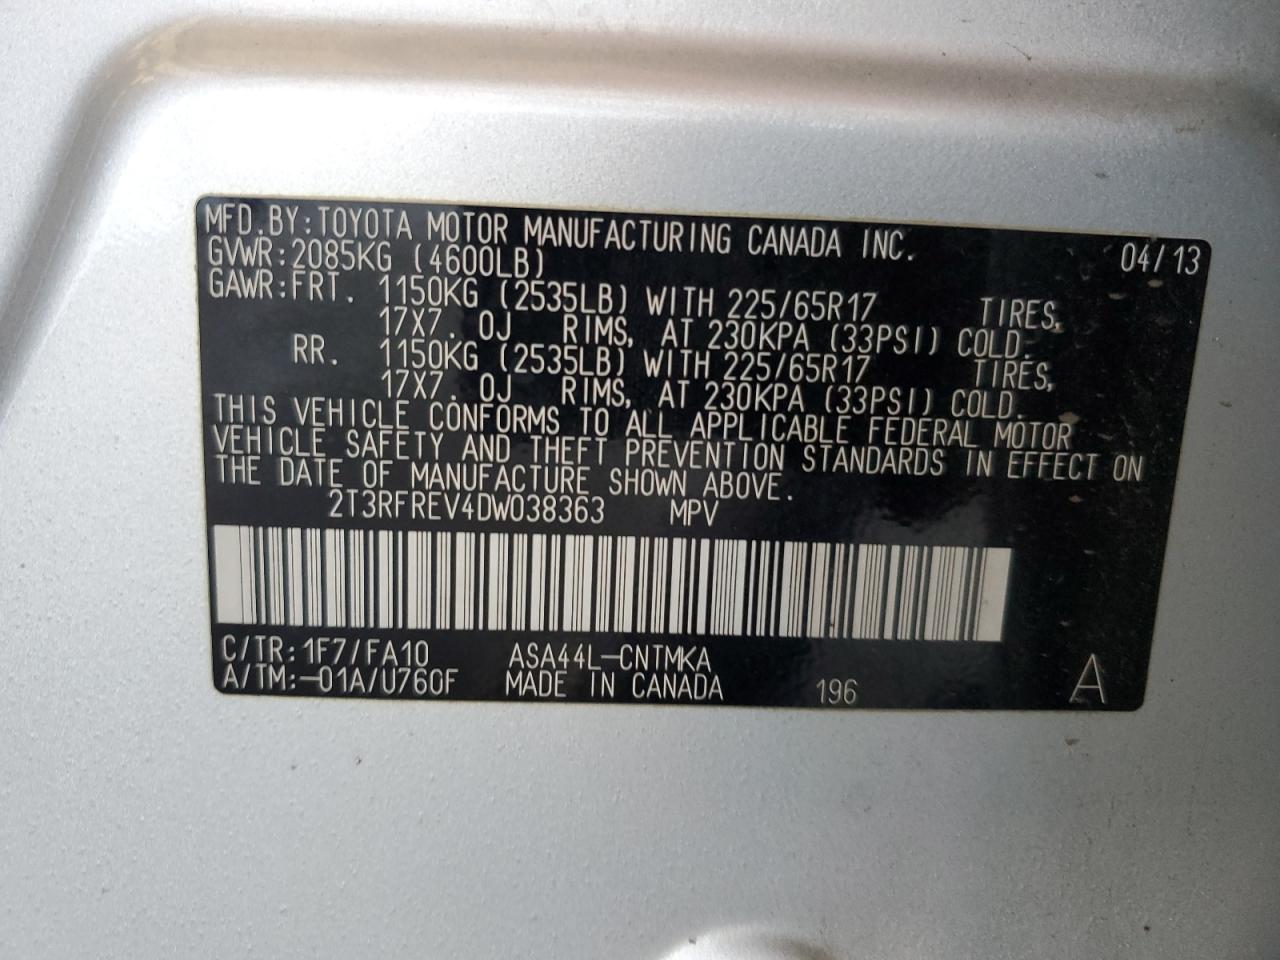 MFD.BY:TOYOTA MOTOR MANUFACTURING CANADA INC. 04/13
GVWR:2085KG (4600LB)
GAWR:FRT. 1150KG (2535LB) WITH 225/65R17 TIRES,
17X7. 0J RIMS, AT 230KPA (33PSI) COLD.
RR. 1150KG (2535LB) WITH 225/65R17 TIRES,
17X7. 0J RIMS, AT 230KPA (33PSI) COLD.
THIS VEHICLE CONFORMS TO ALL APPLICABLE FEDERAL MOTOR
VEHICLE SAFETY AND THEFT PREVENTION STANDARDS IN EFFECT ON
THE DATE OF MANUFACTURE SHOWN ABOVE.
2T3RFREV4DW038363 MPV
C/TR:1F7/FA10 ASA44L-CNTMKA
A/TM:-01A/U760F MADE IN CANADA 196 A